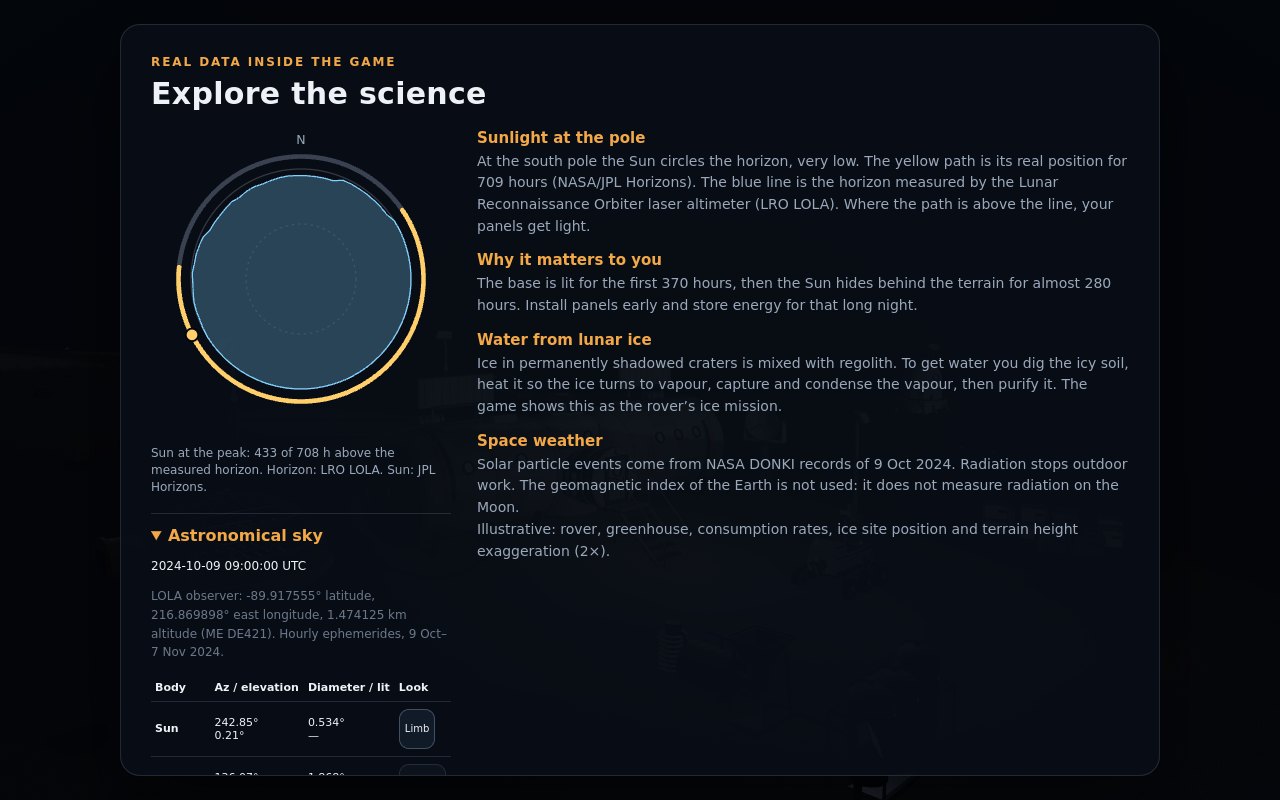 REAL DATA INSIDE THE GAME
Explore the science
N
Sun at the peak: 433 of 708 h above the
measured horizon. Horizon: LRO LOLA. Sun: JPL
Horizons.
▼ Astronomical sky
2024-10-09 09:00:00 UTC
LOLA observer: -89.917555° latitude,
216.869898° east longitude, 1.474125 km
altitude (ME DE421). Hourly ephemerides, 9 Oct–
7 Nov 2024.
Body Az / elevation Diameter / lit Look
Sun 242.85° 0.534° Limb
0.21° —
Sunlight at the pole
At the south pole the Sun circles the horizon, very low. The yellow path is its real position for
709 hours (NASA/JPL Horizons). The blue line is the horizon measured by the Lunar
Reconnaissance Orbiter laser altimeter (LRO LOLA). Where the path is above the line, your
panels get light.
Why it matters to you
The base is lit for the first 370 hours, then the Sun hides behind the terrain for almost 280
hours. Install panels early and store energy for that long night.
Water from lunar ice
Ice in permanently shadowed craters is mixed with regolith. To get water you dig the icy soil,
heat it so the ice turns to vapour, capture and condense the vapour, then purify it. The
game shows this as the rover’s ice mission.
Space weather
Solar particle events come from NASA DONKI records of 9 Oct 2024. Radiation stops outdoor
work. The geomagnetic index of the Earth is not used: it does not measure radiation on the
Moon.
Illustrative: rover, greenhouse, consumption rates, ice site position and terrain height
exaggeration (2×).